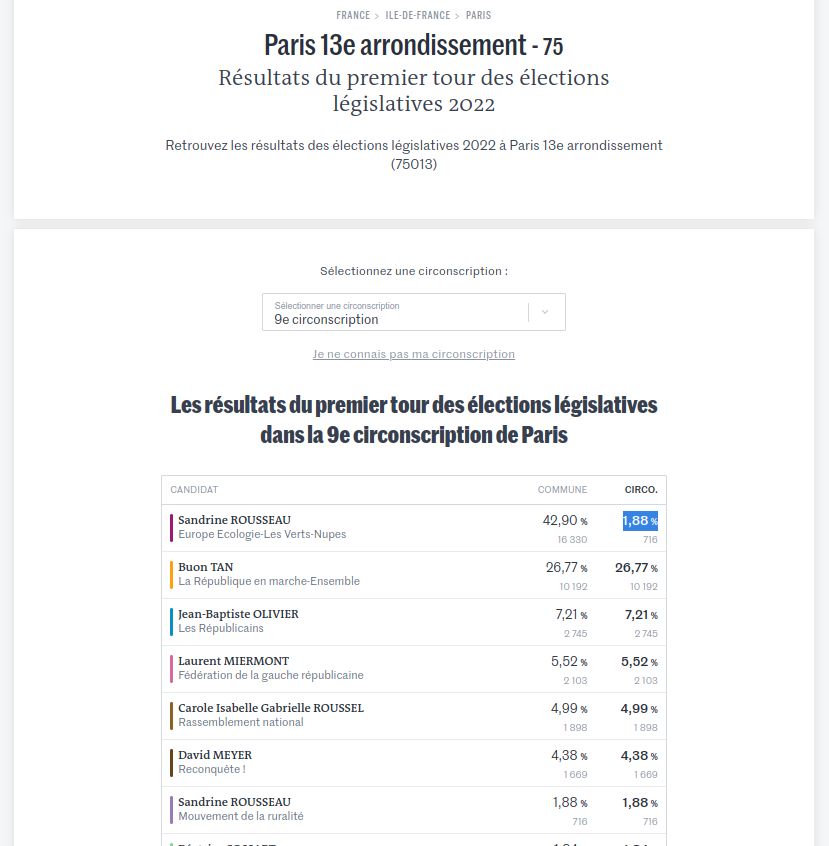 FRANCE > ILE-DE-FRANCE > PARIS
Paris 13e arrondissement - 75
Résultats du premier tour des élections
législatives 2022
Retrouvez les résultats des élections législatives 2022 à Paris 13e arrondissement
(75013)
Sélectionnez une circonscription :
Sélectionner une circonscription
9e circonscription
Je ne connais pas ma circonscription
Les résultats du premier tour des élections législatives
dans la 9e circonscription de Paris
CANDIDAT COMMUNE CIRCO.
Sandrine ROUSSEAU 42,90 % 1,88 %
Europe Ecologie-Les Verts-Nupes 16 330 716
Buon TAN 26,77 % 26,77 %
La République en marche-Ensemble 10 192 10 192
Jean-Baptiste OLIVIER 7,21 % 7,21 %
Les Républicains 2 745 2 745
Laurent MIERMONT 5,52 % 5,52 %
Fédération de la gauche républicaine 2 103 2 103
Carole Isabelle Gabrielle ROUSSEL 4,99 % 4,99 %
Rassemblement national 1 898 1 898
David MEYER 4,38 % 4,38 %
Reconquête ! 1 669 1 669
Sandrine ROUSSEAU 1,88 % 1,88 %
Mouvement de la ruralité 716 716